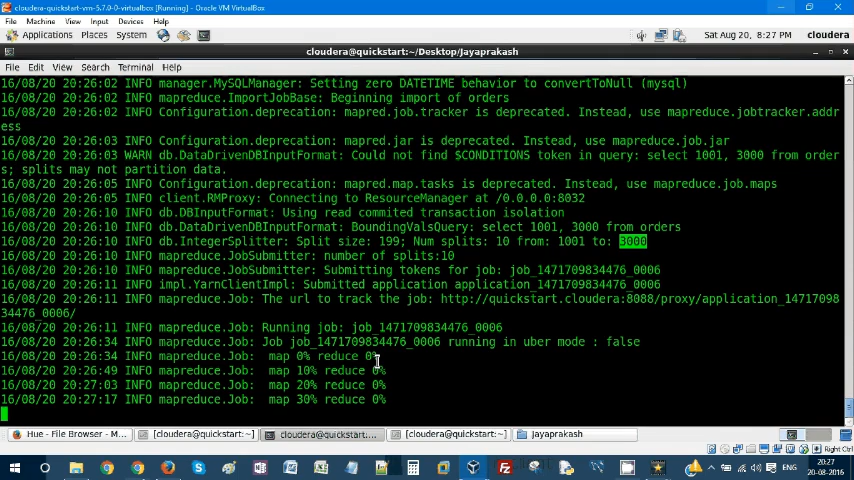 cloudera-quickstart-vm-5.7.0-0-virtualbox [Running] - Oracle VM VirtualBox
File Machine View Input Devices Help
Applications Places System Sat Aug 20, 8:27 PM cloudera
cloudera@quickstart:~/Desktop/Jayaprakash
File Edit View Search Terminal Help
16/08/20 20:26:02 INFO manager.MySQLManager: Setting zero DATETIME behavior to convertToNull (mysql)
16/08/20 20:26:02 INFO mapreduce.ImportJobBase: Beginning import of orders
16/08/20 20:26:02 INFO Configuration.deprecation: mapred.job.tracker is deprecated. Instead, use mapreduce.jobtracker.addr
ess
16/08/20 20:26:03 INFO Configuration.deprecation: mapred.jar is deprecated. Instead, use mapreduce.job.jar
16/08/20 20:26:03 WARN db.DataDrivenDBInputFormat: Could not find $CONDITIONS token in query: select 1001, 3000 from order
s; splits may not partition data.
16/08/20 20:26:05 INFO Configuration.deprecation: mapred.map.tasks is deprecated. Instead, use mapreduce.job.maps
16/08/20 20:26:05 INFO client.RMProxy: Connecting to ResourceManager at /0.0.0.0:8032
16/08/20 20:26:10 INFO db.DBInputFormat: Using read commited transaction isolation
16/08/20 20:26:10 INFO db.DataDrivenDBInputFormat: BoundingValsQuery: select 1001, 3000 from orders
16/08/20 20:26:10 INFO db.IntegerSplitter: Split size: 199; Num splits: 10 from: 1001 to: 3000
16/08/20 20:26:10 INFO mapreduce.JobSubmitter: number of splits:10
16/08/20 20:26:10 INFO mapreduce.JobSubmitter: Submitting tokens for job: job_1471709834476_0006
16/08/20 20:26:11 INFO impl.YarnClientImpl: Submitted application application_1471709834476_0006
16/08/20 20:26:11 INFO mapreduce.Job: The url to track the job: http://quickstart.cloudera:8088/proxy/application_14717098
34476_0006/
16/08/20 20:26:11 INFO mapreduce.Job: Running job: job_1471709834476_0006
16/08/20 20:26:34 INFO mapreduce.Job: Job job_1471709834476_0006 running in uber mode : false
16/08/20 20:26:34 INFO mapreduce.Job: map 0% reduce 0%
16/08/20 20:26:49 INFO mapreduce.Job: map 10% reduce 0%
16/08/20 20:27:03 INFO mapreduce.Job: map 20% reduce 0%
16/08/20 20:27:17 INFO mapreduce.Job: map 30% reduce 0%
Hue - File Browser - M... [cloudera@quickstart:~] cloudera@quickstart:... [cloudera@quickstart:~] Jayaprakash
Right Ctrl
ENG 20:27
20-08-2016